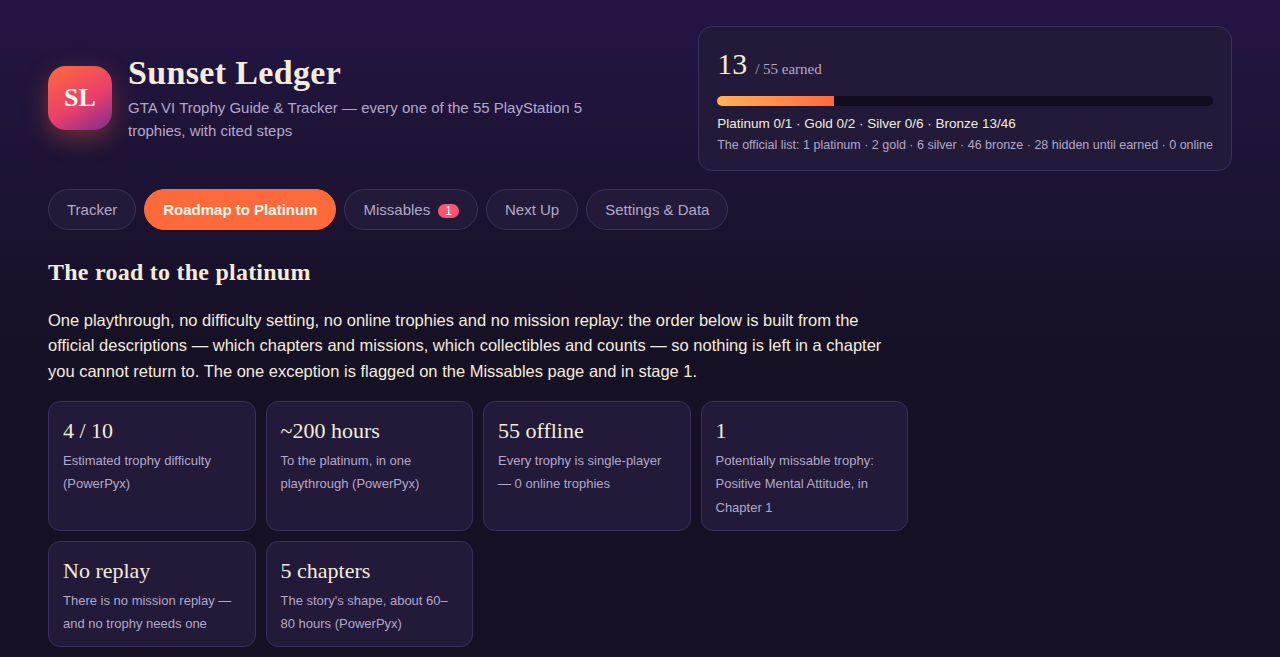 SL
Sunset Ledger
GTA VI Trophy Guide & Tracker — every one of the 55 PlayStation 5
trophies, with cited steps
13 / 55 earned
Platinum 0/1 · Gold 0/2 · Silver 0/6 · Bronze 13/46
The official list: 1 platinum · 2 gold · 6 silver · 46 bronze · 28 hidden until earned · 0 online
Tracker
Roadmap to Platinum
Missables 1
Next Up
Settings & Data
The road to the platinum
One playthrough, no difficulty setting, no online trophies and no mission replay: the order below is built from the
official descriptions — which chapters and missions, which collectibles and counts — so nothing is left in a chapter
you cannot return to. The one exception is flagged on the Missables page and in stage 1.
4 / 10
Estimated trophy difficulty
(PowerPyx)
~200 hours
To the platinum, in one
playthrough (PowerPyx)
55 offline
Every trophy is single-player
— 0 online trophies
1
Potentially missable trophy:
Positive Mental Attitude, in
Chapter 1
No replay
There is no mission replay —
and no trophy needs one
5 chapters
The story's shape, about 60–
80 hours (PowerPyx)